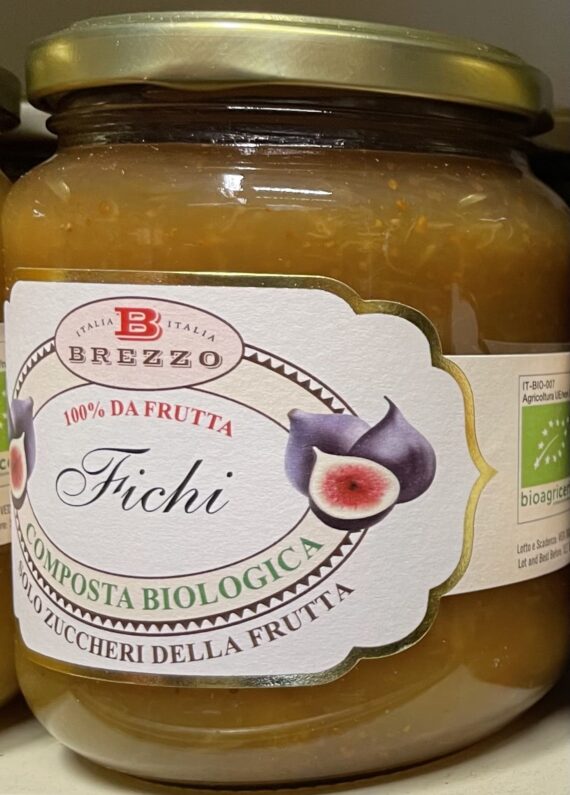 ITALIA B ITALIA
BREZZO
100% DA FRUTTA
Fichi
COMPOSTA BIOLOGICA
SOLO ZUCCHERI DELLA FRUTTA
IT-BIO-007
Agricoltura UE/
bioagricert
Lotto e Scadenza:
Lot and Best Before: